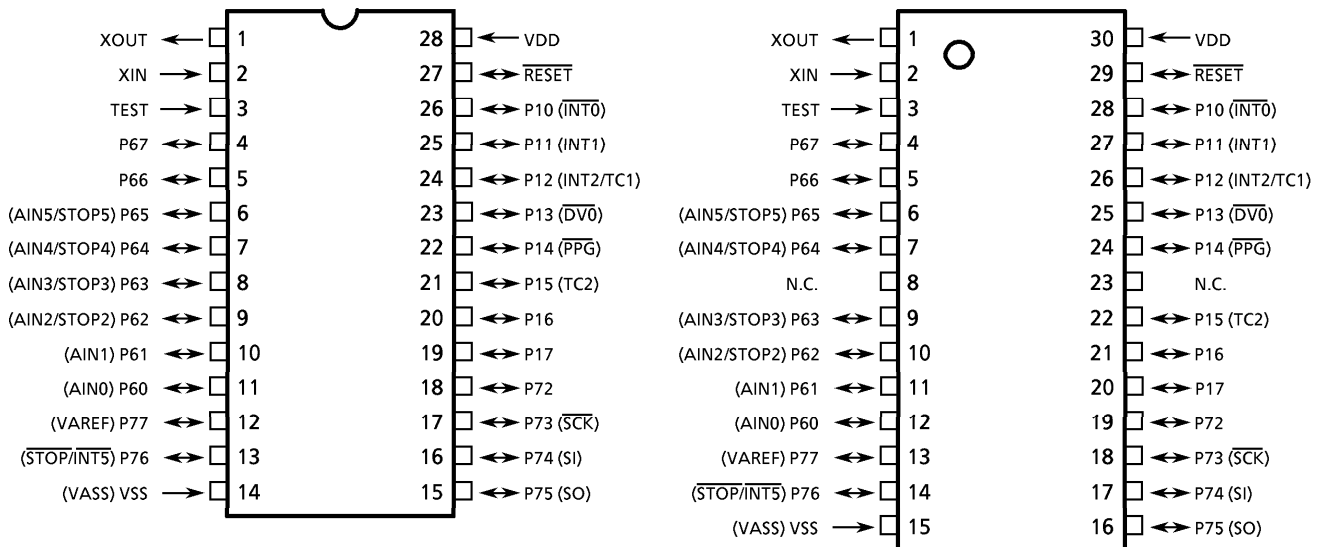 XOUT 1 28 VDD
XIN 2 27 RESET
TEST 3 26 P10 (INT0)
P67 4 25 P11 (INT1)
P66 5 24 P12 (INT2/TC1)
(AIN5/STOP5) P65 6 23 P13 (DV0)
(AIN4/STOP4) P64 7 22 P14 (PPG)
(AIN3/STOP3) P63 8 21 P15 (TC2)
(AIN2/STOP2) P62 9 20 P16
(AIN1) P61 10 19 P17
(AIN0) P60 11 18 P72
(VAREF) P77 12 17 P73 (SCK)
(STOP/INT5) P76 13 16 P74 (SI)
(VASS) VSS 14 15 P75 (SO)
XOUT 1 30 VDD
XIN 2 29 RESET
TEST 3 28 P10 (INT0)
P67 4 27 P11 (INT1)
P66 5 26 P12 (INT2/TC1)
(AIN5/STOP5) P65 6 25 P13 (DV0)
(AIN4/STOP4) P64 7 24 P14 (PPG)
N.C. 8 23 N.C.
(AIN3/STOP3) P63 9 22 P15 (TC2)
(AIN2/STOP2) P62 10 21 P16
(AIN1) P61 11 20 P17
(AIN0) P60 12 19 P72
(VAREF) P77 13 18 P73 (SCK)
(STOP/INT5) P76 14 17 P74 (SI)
(VASS) VSS 15 16 P75 (SO)